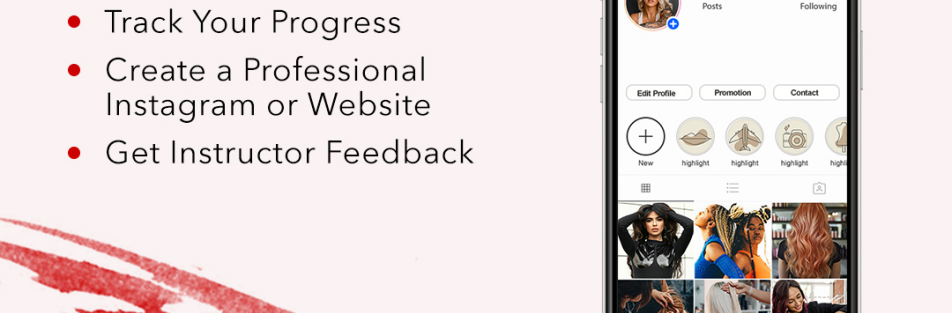 Track Your Progress
Create a Professional
Instagram or Website
Get Instructor Feedback
Posts Following
Edit Profile Promotion Contact
New highlight highlight highlight highli